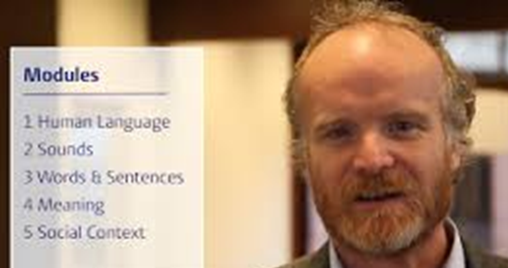 Modules
1 Human Language
2 Sounds
3 Words & Sentences
4 Meaning
5 Social Context